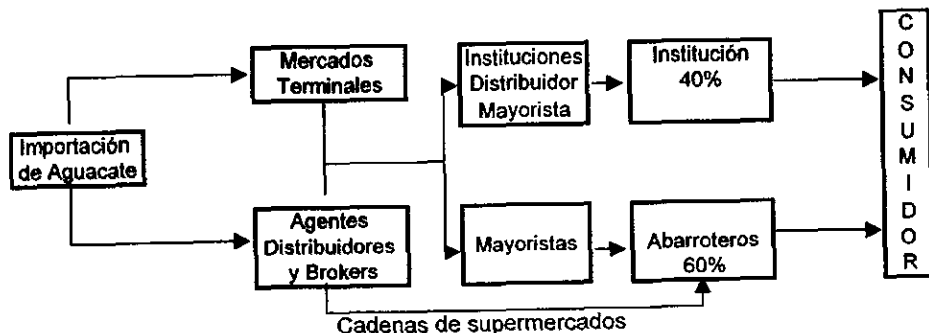 Importación
de Aguacate
Mercados
Terminales
Agentes
Distribuidores
y Brokers
Instituciones
Distribuidor
Mayorista
Institución
40%
Mayoristas
Abarroteros
60%
Cadenas de supermercados
C
O
N
S
U
M
I
D
O
R